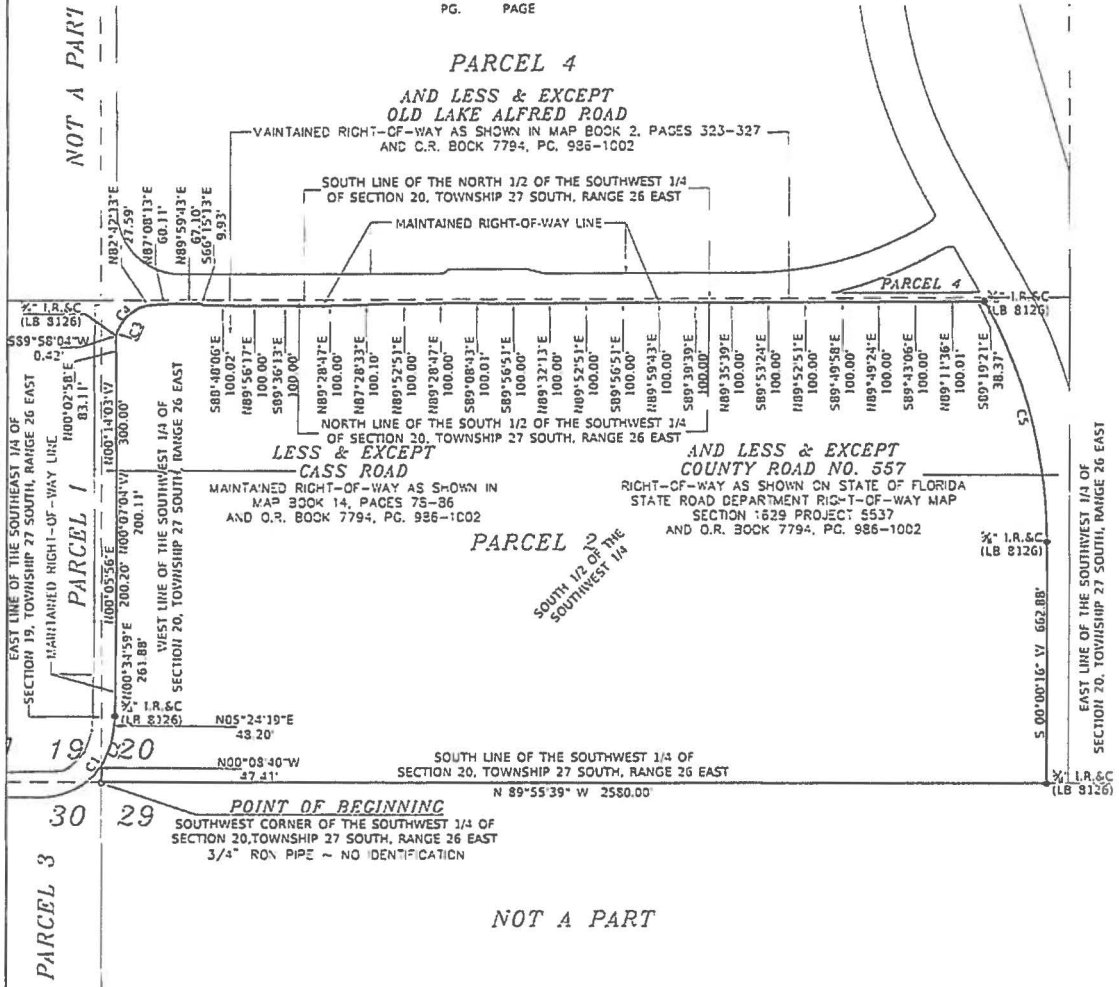 PG. PAGE
NOT A PART
PARCEL 4
AND LESS & EXCEPT
OLD LAKE ALFRED ROAD
VAINTAINED RIGHT-OF-WAY AS SHOWN IN MAP BOOK 2, PAGES 323-327
AND O.R. BOOK 7794, PG. 986-1002
SOUTH LINE OF THE NORTH 1/2 OF THE SOUTHWEST 1/4
OF SECTION 20, TOWNSHIP 27 SOUTH, RANGE 26 EAST
MAINTAINED RIGHT-OF-WAY LINE
N82°42'13"E
27.59'
N87°08'13"E
60.11'
N89°59'43"E
67.10'
S66°15'13"E
9.93'
PARCEL 4
I.R.&C
(LB 8126)
C4
C3
I.R.&C
(LB 8126)
S89°58'04"W
0.42'
S88°48'06"E
100.02'
N89°56'17"E
100.00'
S89°36'13"E
100.00'
N89°28'47"E
100.00'
N87°28'33"E
100.10'
N89°52'51"E
100.00'
N89°28'47"E
100.00'
S89°08'43"E
100.01'
S89°56'51"E
100.00'
N89°32'13"E
100.00'
N89°52'51"E
100.00'
S89°56'51"E
100.00'
N89°59'43"E
100.00'
S89°39'39"E
100.00'
N89°35'39"E
100.00'
S89°53'24"E
100.00'
N89°52'51"E
100.00'
S89°49'58"E
100.00'
N89°49'24"E
100.00'
S89°43'06"E
100.00'
N89°11'36"E
100.01'
S89°19'21"E
38.37'
C5
NORTH LINE OF THE SOUTH 1/2 OF THE SOUTHWEST 1/4
OF SECTION 20, TOWNSHIP 27 SOUTH, RANGE 26 EAST
LESS & EXCEPT
CASS ROAD
MAINTAINED RIGHT-OF-WAY AS SHOWN IN
MAP BOOK 14, PAGES 75-86
AND O.R. BOOK 7794, PG. 986-1002
AND LESS & EXCEPT
COUNTY ROAD NO. 557
RIGHT-OF-WAY AS SHOWN ON STATE OF FLORIDA
STATE ROAD DEPARTMENT RIGHT-OF-WAY MAP
SECTION 1629 PROJECT 5537
AND O.R. BOOK 7794, PG. 986-1002
PARCEL 2
SOUTH 1/2 OF THE
SOUTHWEST 1/4
EAST LINE OF THE SOUTHEAST 1/4 OF
SECTION 19, TOWNSHIP 27 SOUTH, RANGE 26 EAST
MAINTAINED RIGHT-OF-WAY LINE
PARCEL 1
N00°02'58"E
83.11'
N00°14'03"W
300.00'
N00°07'04"W
200.11'
N00°05'56"E
200.20'
N00°34'59"E
261.88'
WEST LINE OF THE SOUTHWEST 1/4 OF
SECTION 20, TOWNSHIP 27 SOUTH, RANGE 26 EAST
I.R.&C
(LB 8126)
S 00°00'16" W 662.88'
EAST LINE OF THE SOUTHWEST 1/4 OF
SECTION 20, TOWNSHIP 27 SOUTH, RANGE 26 EAST
I.R.&C
(LB 8126)
N05°24'19"E
43.20'
19 20
C1
N00°08'40"W
47.41'
SOUTH LINE OF THE SOUTHWEST 1/4 OF
SECTION 20, TOWNSHIP 27 SOUTH, RANGE 26 EAST
N 89°55'39" W 2580.00'
I.R.&C
(LB 8126)
30 29
POINT OF BEGINNING
SOUTHWEST CORNER OF THE SOUTHWEST 1/4 OF
SECTION 20,TOWNSHIP 27 SOUTH, RANGE 26 EAST
3/4" RON PIPE ~ NO IDENTIFICATION
PARCEL 3
NOT A PART